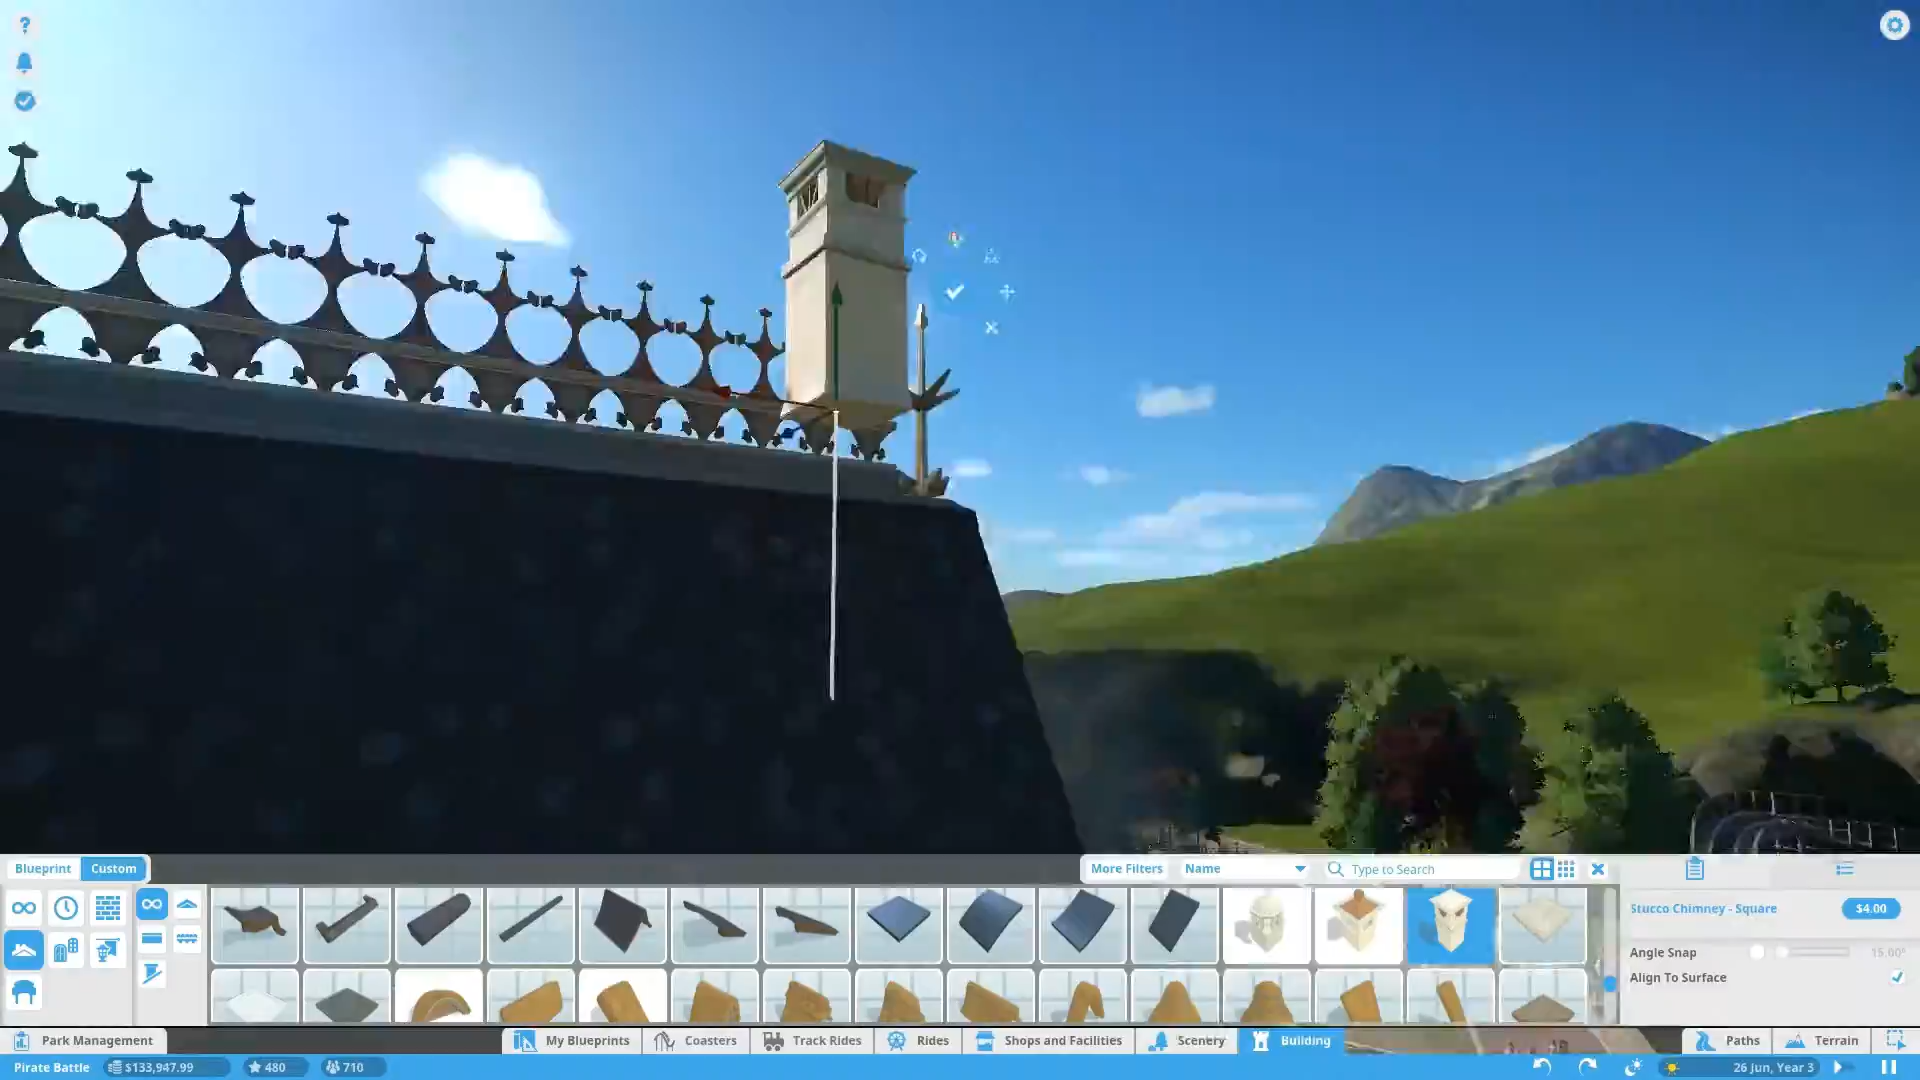 ?
Blueprint
Custom
More Filters
Name
Type to Search
Stucco Chimney - Square
$4.00
Angle Snap
15.00°
Align To Surface
Park Management
My Blueprints
Coasters
Track Rides
Rides
Shops and Facilities
Scenery
Building
Paths
Terrain
Pirate Battle
$133,947.99
480
710
26 Jun, Year 3